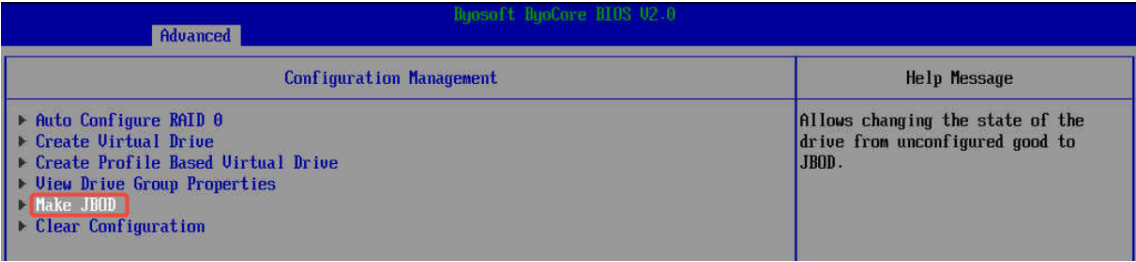 Byosoft ByoCore BIOS V2.0
Advanced
Configuration Management
Help Message
Auto Configure RAID 0
Create Virtual Drive
Create Profile Based Virtual Drive
View Drive Group Properties
Make JBOD
Clear Configuration
Allows changing the state of the
drive from unconfigured good to
JBOD.